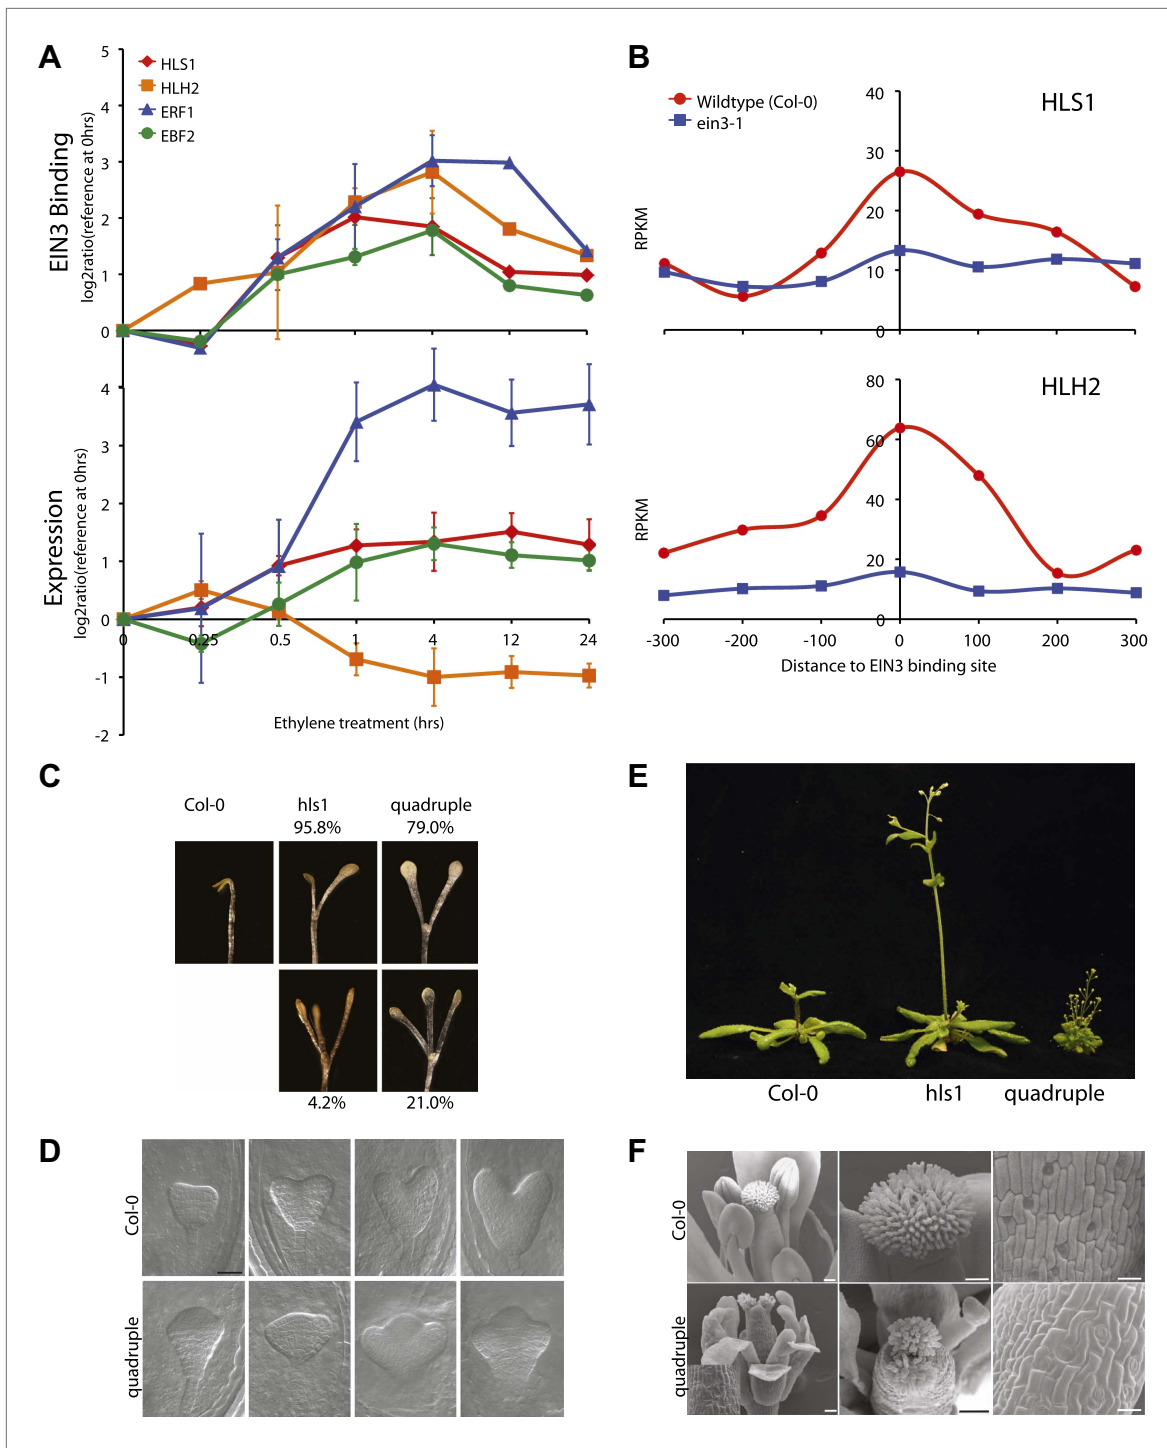 A
5
4
3
2
1
0
HLS1
HLH2
ERF1
EBF2
EIN3 Binding
log2ratio(reference at 0hrs)
4
3
2
1
0
-1
-2
Expression
log2ratio(reference at 0hrs)
0 0.25 0.5 1 4 12 24
Ethylene treatment (hrs)
B
Wildtype (Col-0)
ein3-1
HLS1
40
30
20
10
0
RPKM
HLH2
80
60
40
20
0
RPKM
-300 -200 -100 0 100 200 300
Distance to EIN3 binding site
C
Col-0 hls1 quadruple
95.8% 79.0%
4.2% 21.0%
D
Col-0
quadruple
E
Col-0 hls1 quadruple
F
Col-0
quadruple